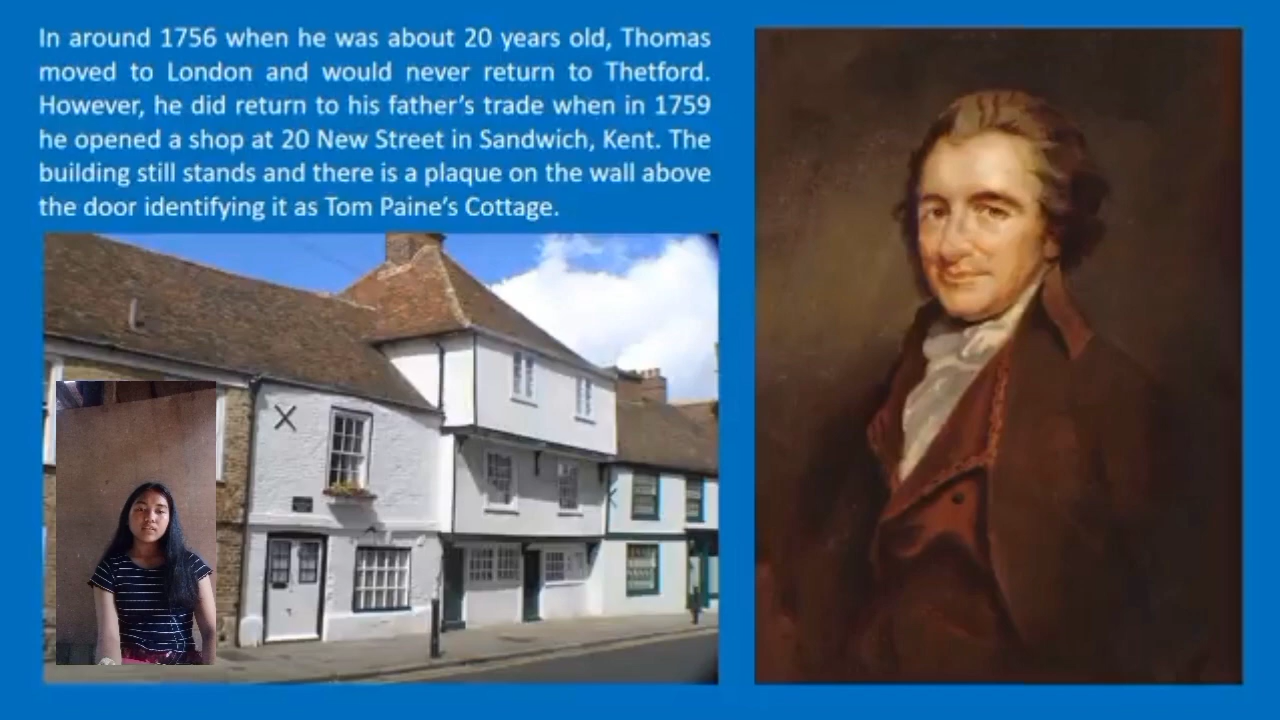 In around 1756 when he was about 20 years old, Thomas
moved to London and would never return to Thetford.
However, he did return to his father's trade when in 1759
he opened a shop at 20 New Street in Sandwich, Kent. The
building still stands and there is a plaque on the wall above
the door identifying it as Tom Paine's Cottage.